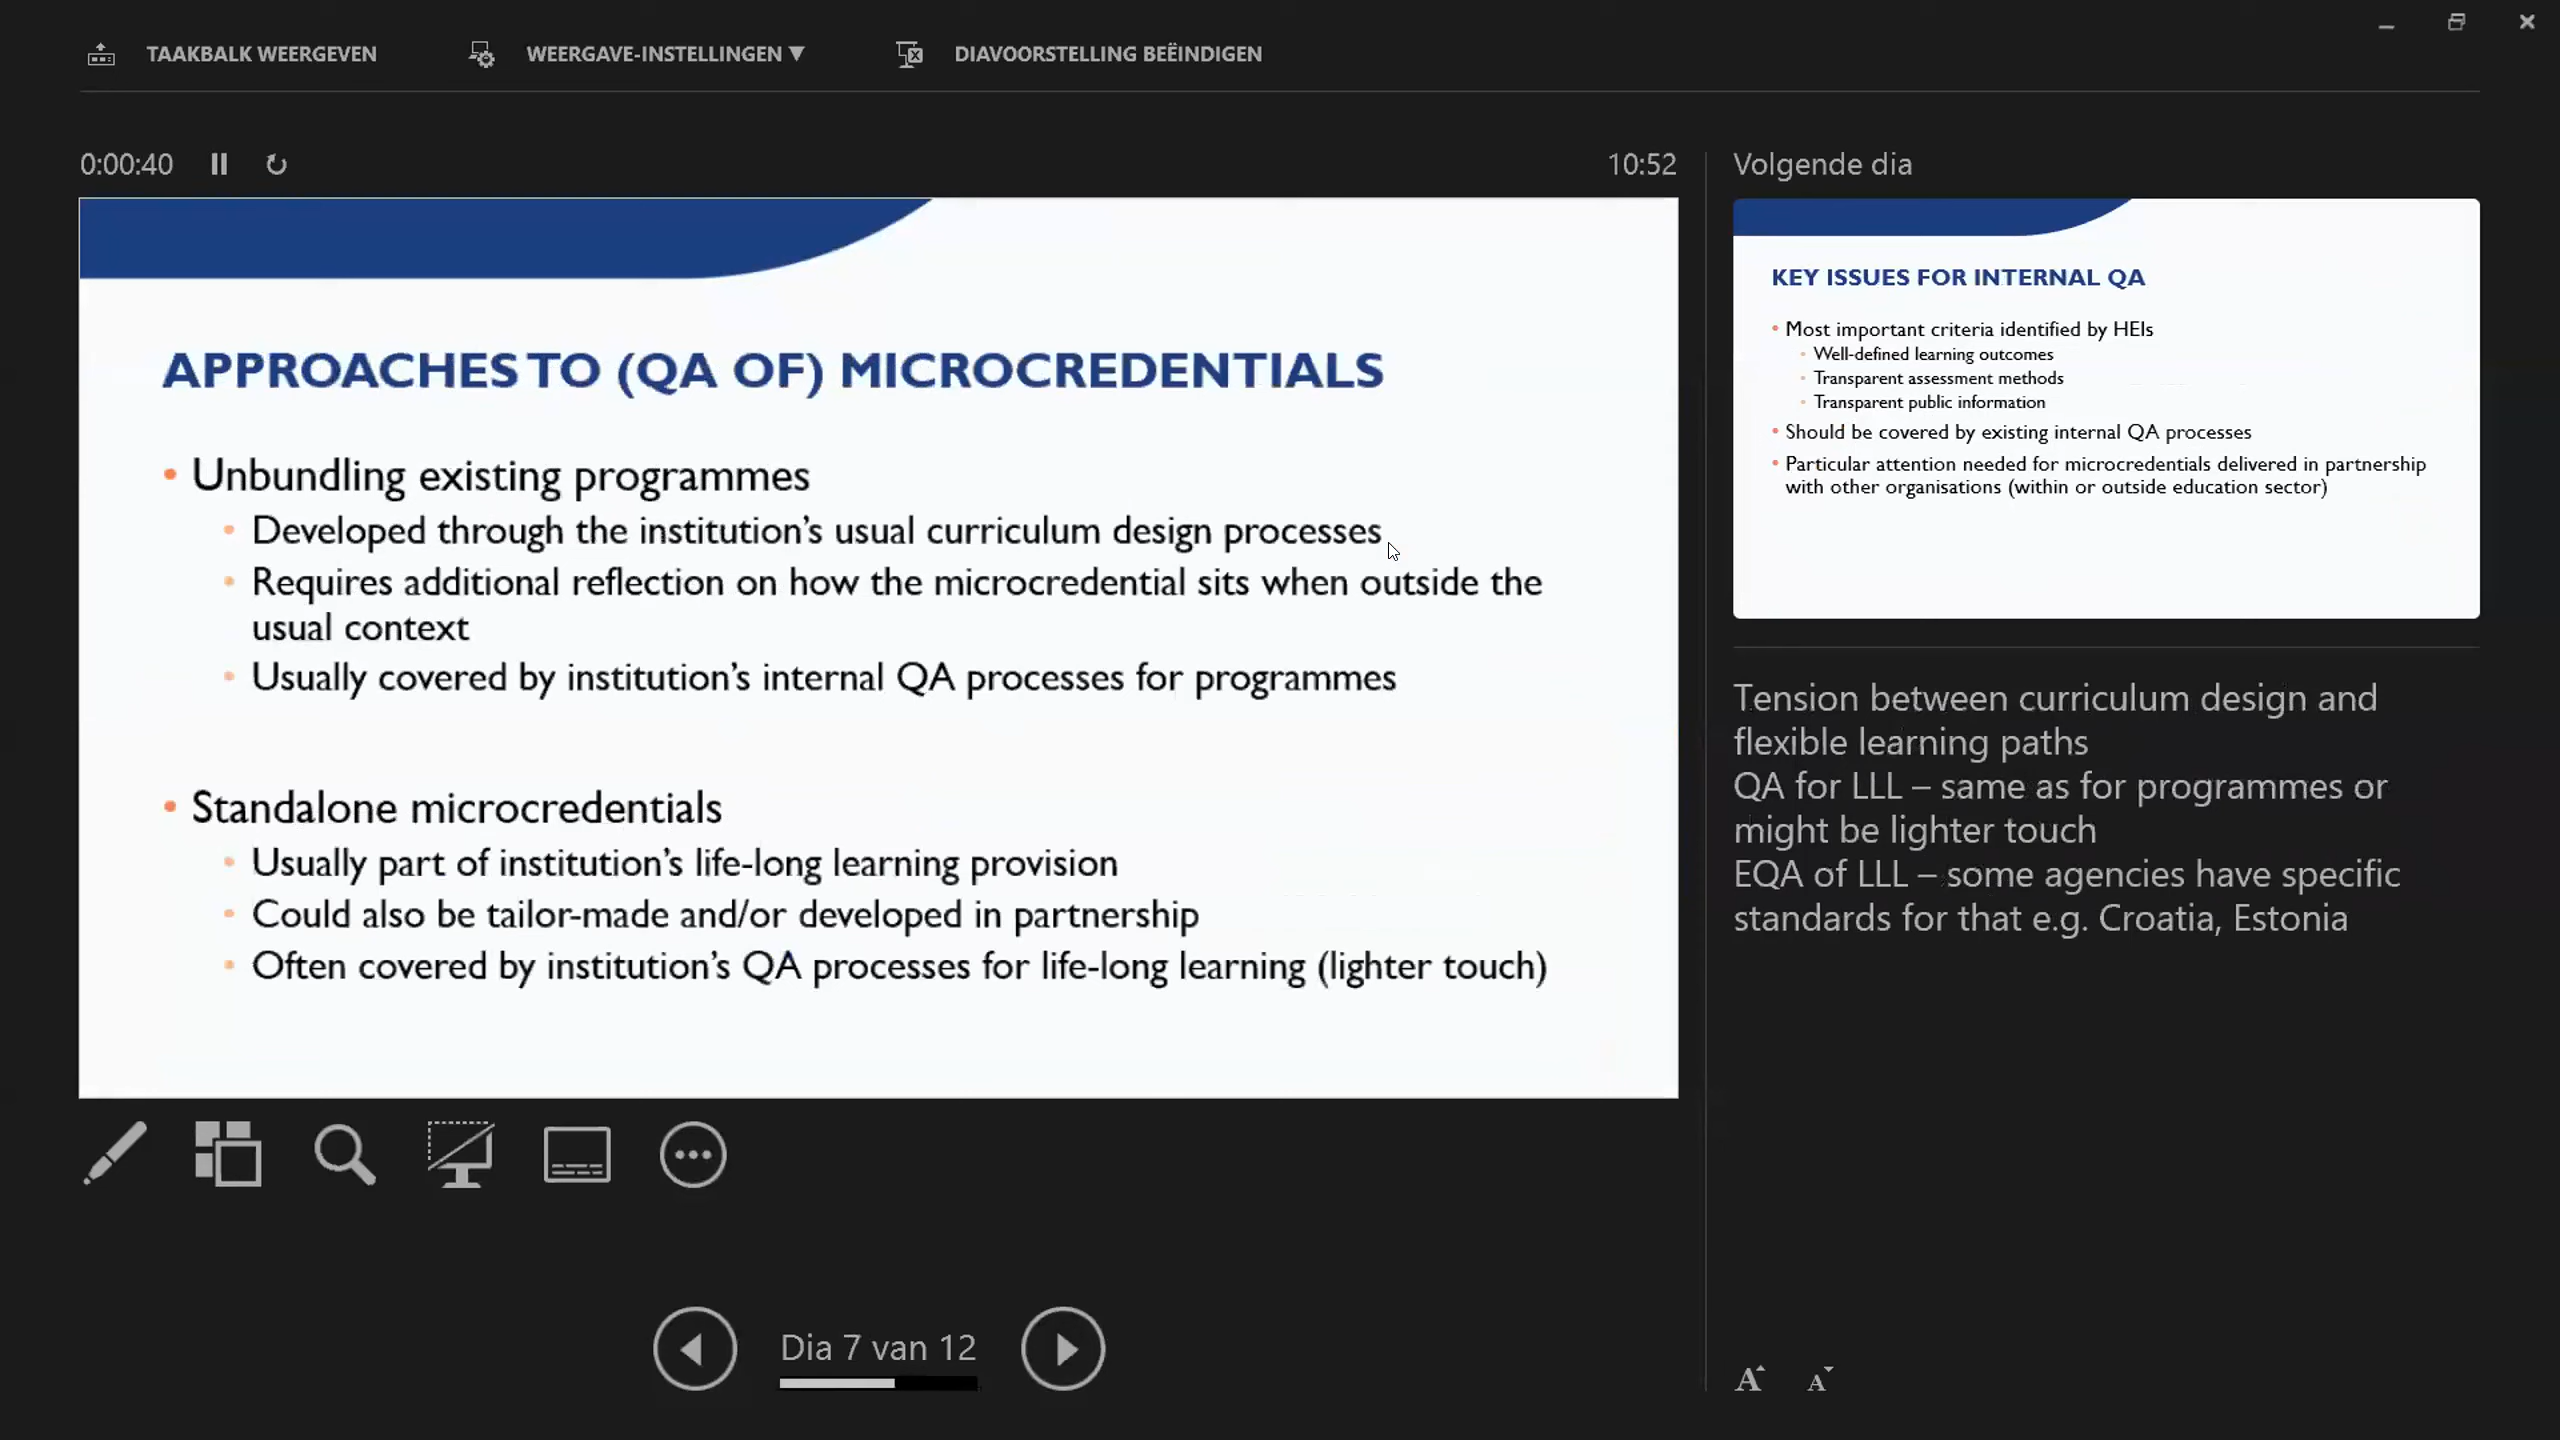 TAAKBALK WEERGEVEN
WEERGAVE-INSTELLINGEN ▼
DIAVOORSTELLING BEËINDIGEN
0:00:40
10:52
APPROACHES TO (QA OF) MICROCREDENTIALS
• Unbundling existing programmes
• Developed through the institution’s usual curriculum design processes
• Requires additional reflection on how the microcredential sits when outside the
usual context
• Usually covered by institution’s internal QA processes for programmes
• Standalone microcredentials
• Usually part of institution’s life-long learning provision
• Could also be tailor-made and/or developed in partnership
• Often covered by institution’s QA processes for life-long learning (lighter touch)
Dia 7 van 12
Volgende dia
KEY ISSUES FOR INTERNAL QA
• Most important criteria identified by HEIs
• Well-defined learning outcomes
• Transparent assessment methods
• Transparent public information
• Should be covered by existing internal QA processes
• Particular attention needed for microcredentials delivered in partnership
with other organisations (within or outside education sector)
Tension between curriculum design and
flexible learning paths
QA for LLL – same as for programmes or
might be lighter touch
EQA of LLL – some agencies have specific
standards for that e.g. Croatia, Estonia
A A